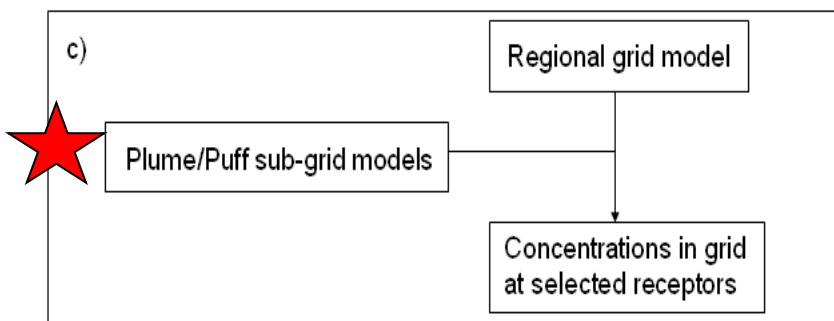 c)
Regional grid model
Plume/Puff sub-grid models
Concentrations in grid
at selected receptors